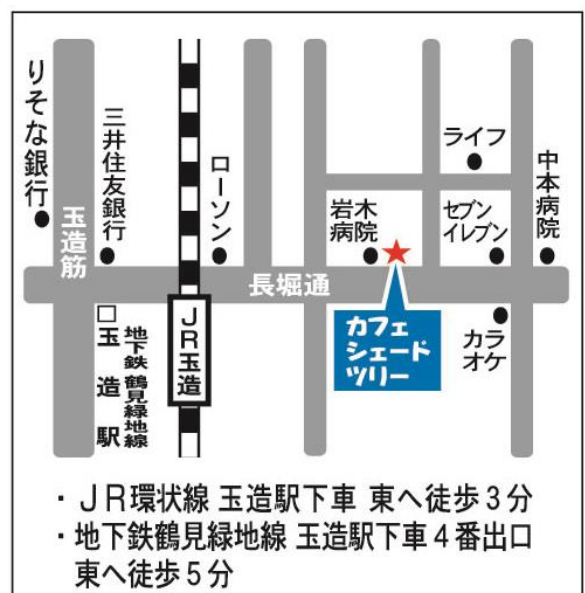 りそな銀行
玉造筋
三井住友銀行
ローソン
ライフ
中本病院
岩木
病院
セブン
イレブン
長堀通
カフェ
シェード
ツリー
カラ
オケ
JR玉造
玉造駅
地下鉄 鶴見緑地線
・JR環状線 玉造駅下車 東へ徒歩3分
・地下鉄鶴見緑地線 玉造駅下車4番出口
東へ徒歩5分